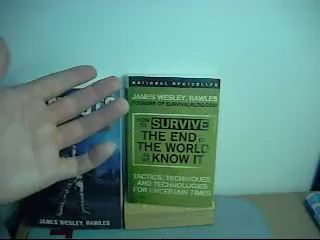 NATIONAL BESTSELLER
JAMES WESLEY, RAWLES
FOUNDER OF SURVIVALBLOG.COM
HOW TO SURVIVE
THE END OF
THE WORLD
AS WE KNOW IT
TACTICS, TECHNIQUES,
AND TECHNOLOGIES
FOR UNCERTAIN TIMES
JAMES WESLEY, RAWLES